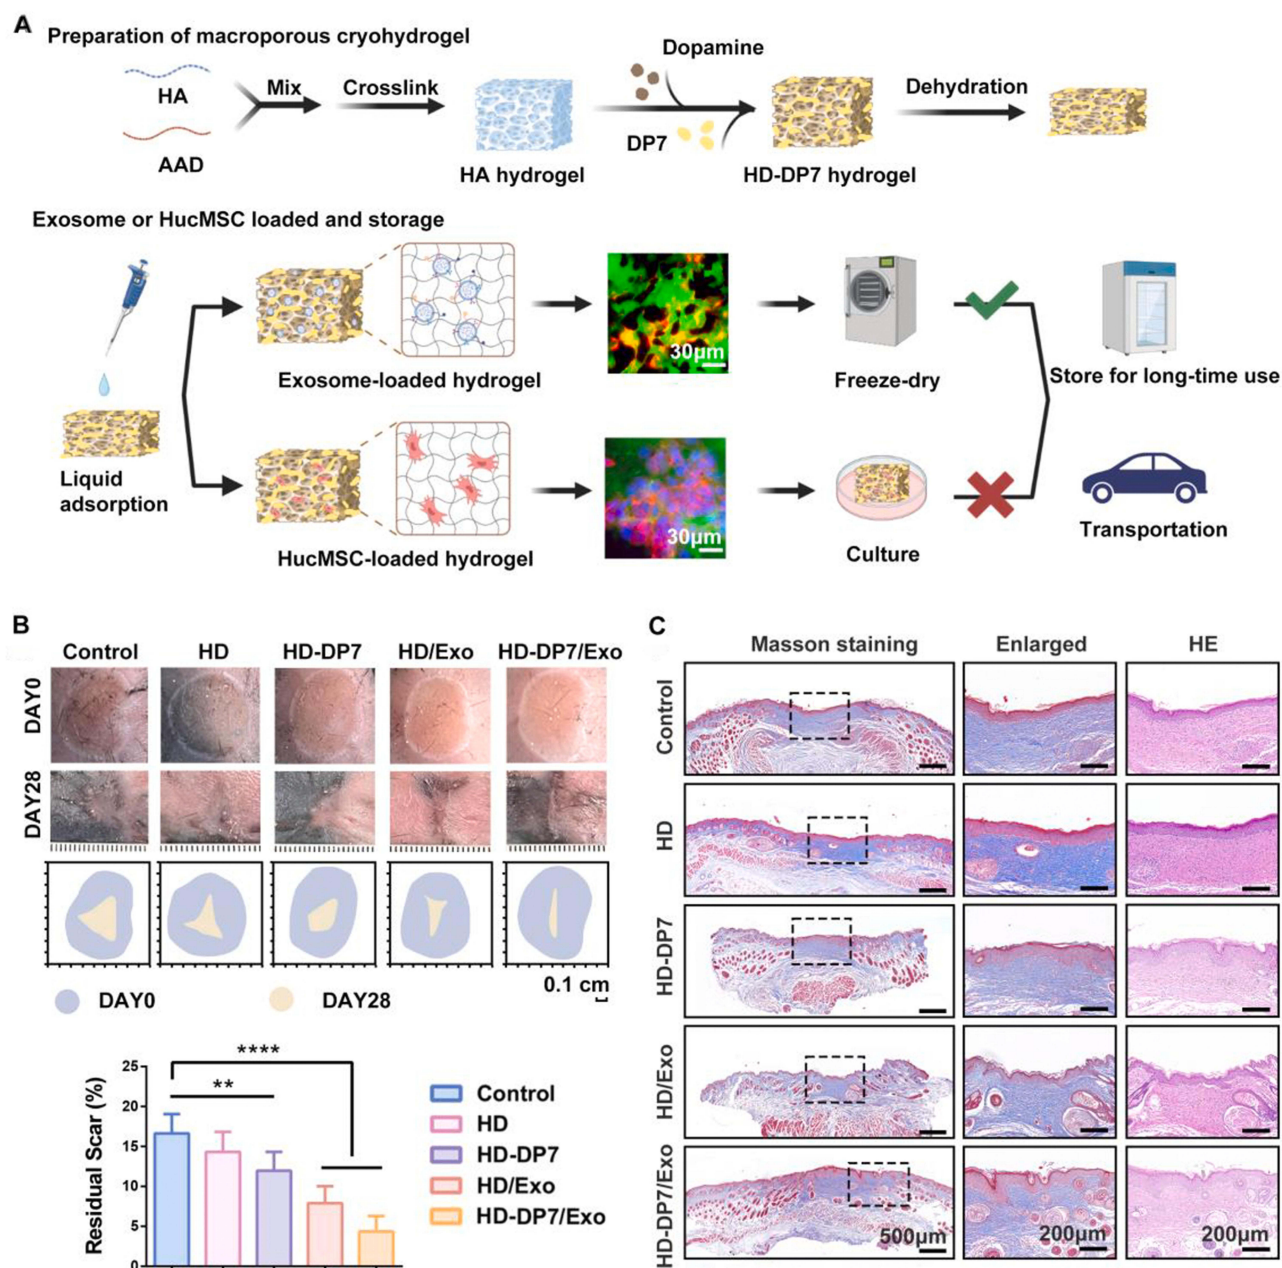 A
Preparation of macroporous cryohydrogel
HA
AAD
Mix
Crosslink
HA hydrogel
Dopamine
DP7
HD-DP7 hydrogel
Dehydration
Exosome or HucMSC loaded and storage
Liquid
adsorption
Exosome-loaded hydrogel
30μm
Freeze-dry
Store for long-time use
HucMSC-loaded hydrogel
30μm
Culture
Transportation
B
Control HD HD-DP7 HD/Exo HD-DP7/Exo
DAY0
DAY28
0.1 cm
DAY0 DAY28
Residual Scar (%)
25
20
15
10
5
0
****
**
Control
HD
HD-DP7
HD/Exo
HD-DP7/Exo
C
Masson staining Enlarged HE
Control
HD
HD-DP7
HD/Exo
HD-DP7/Exo
500μm 200μm 200μm